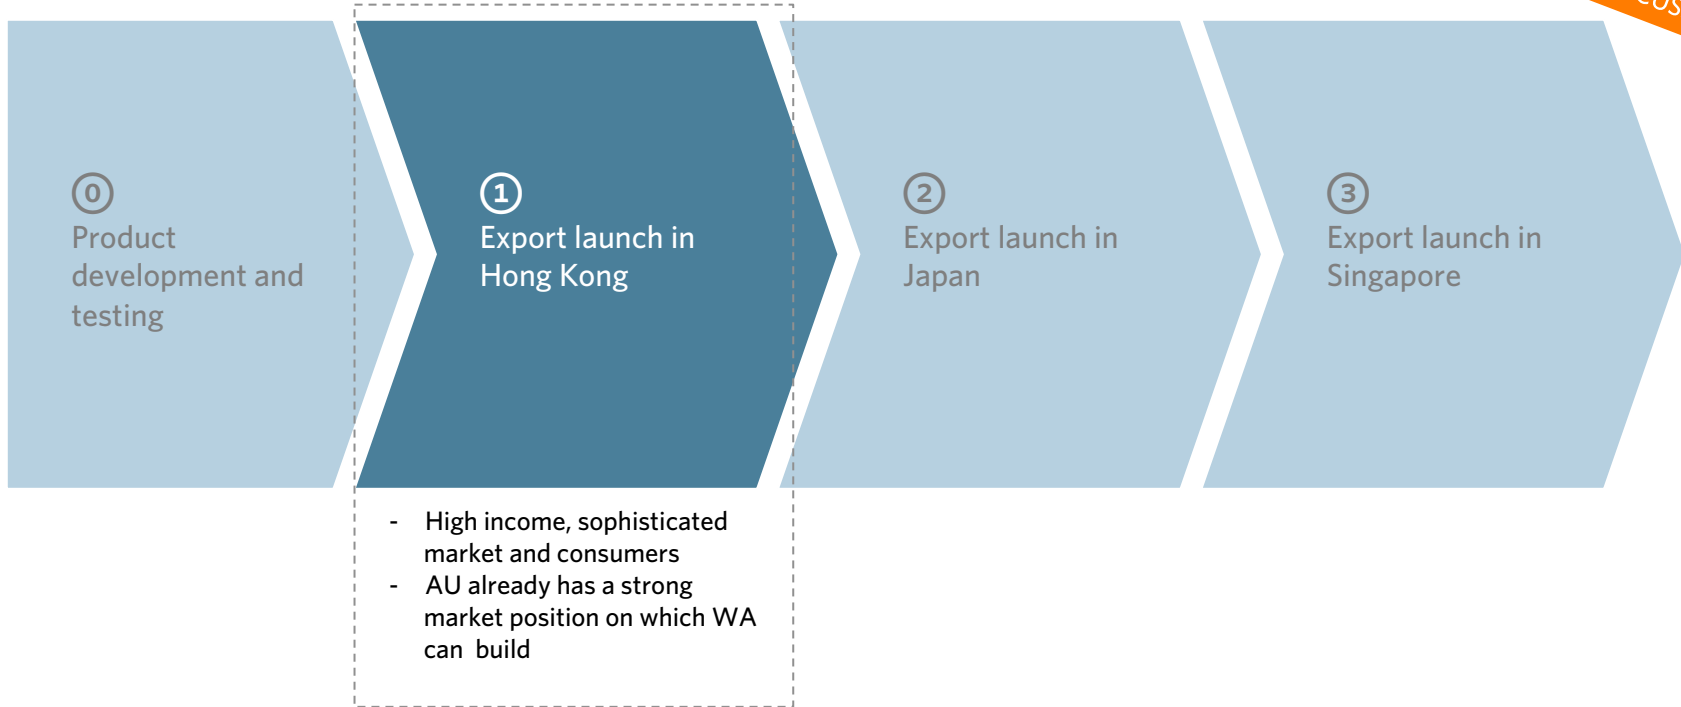 0
Product
development and
testing
1
Export launch in
Hong Kong
2
Export launch in
Japan
3
Export launch in
Singapore
- High income, sophisticated
market and consumers
- AU already has a strong
market position on which WA
can build